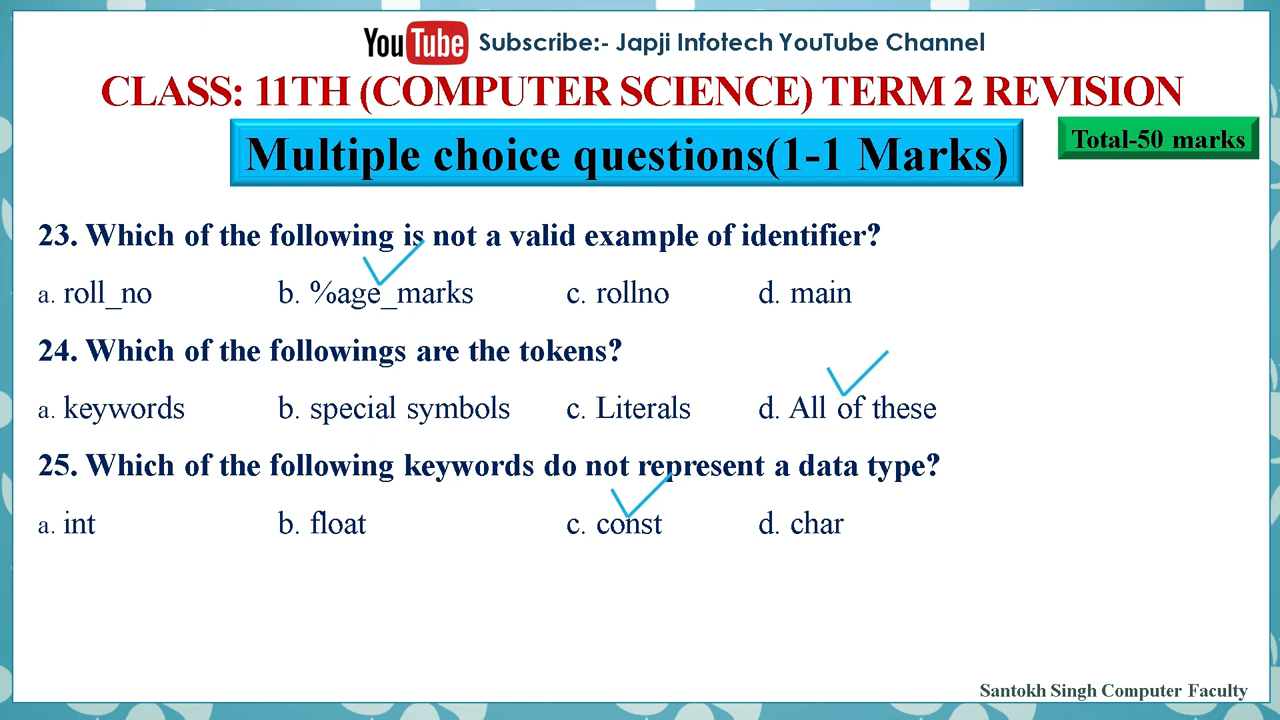 YouTube Subscribe:- Japji Infotech YouTube Channel
CLASS: 11TH (COMPUTER SCIENCE) TERM 2 REVISION
Multiple choice questions(1-1 Marks)
Total-50 marks
23. Which of the following is not a valid example of identifier?
a. roll_no b. %age_marks c. rollno d. main
24. Which of the followings are the tokens?
a. keywords b. special symbols c. Literals d. All of these
25. Which of the following keywords do not represent a data type?
a. int b. float c. const d. char
Santokh Singh Computer Faculty